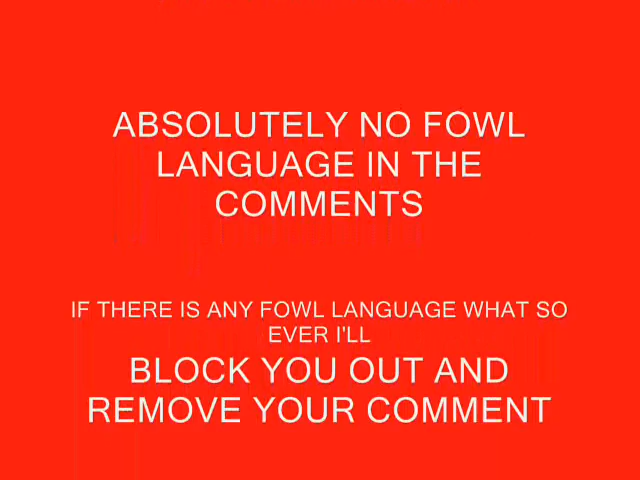 ABSOLUTELY NO FOWL
LANGUAGE IN THE
COMMENTS
IF THERE IS ANY FOWL LANGUAGE WHAT SO
EVER I'LL
BLOCK YOU OUT AND
REMOVE YOUR COMMENT